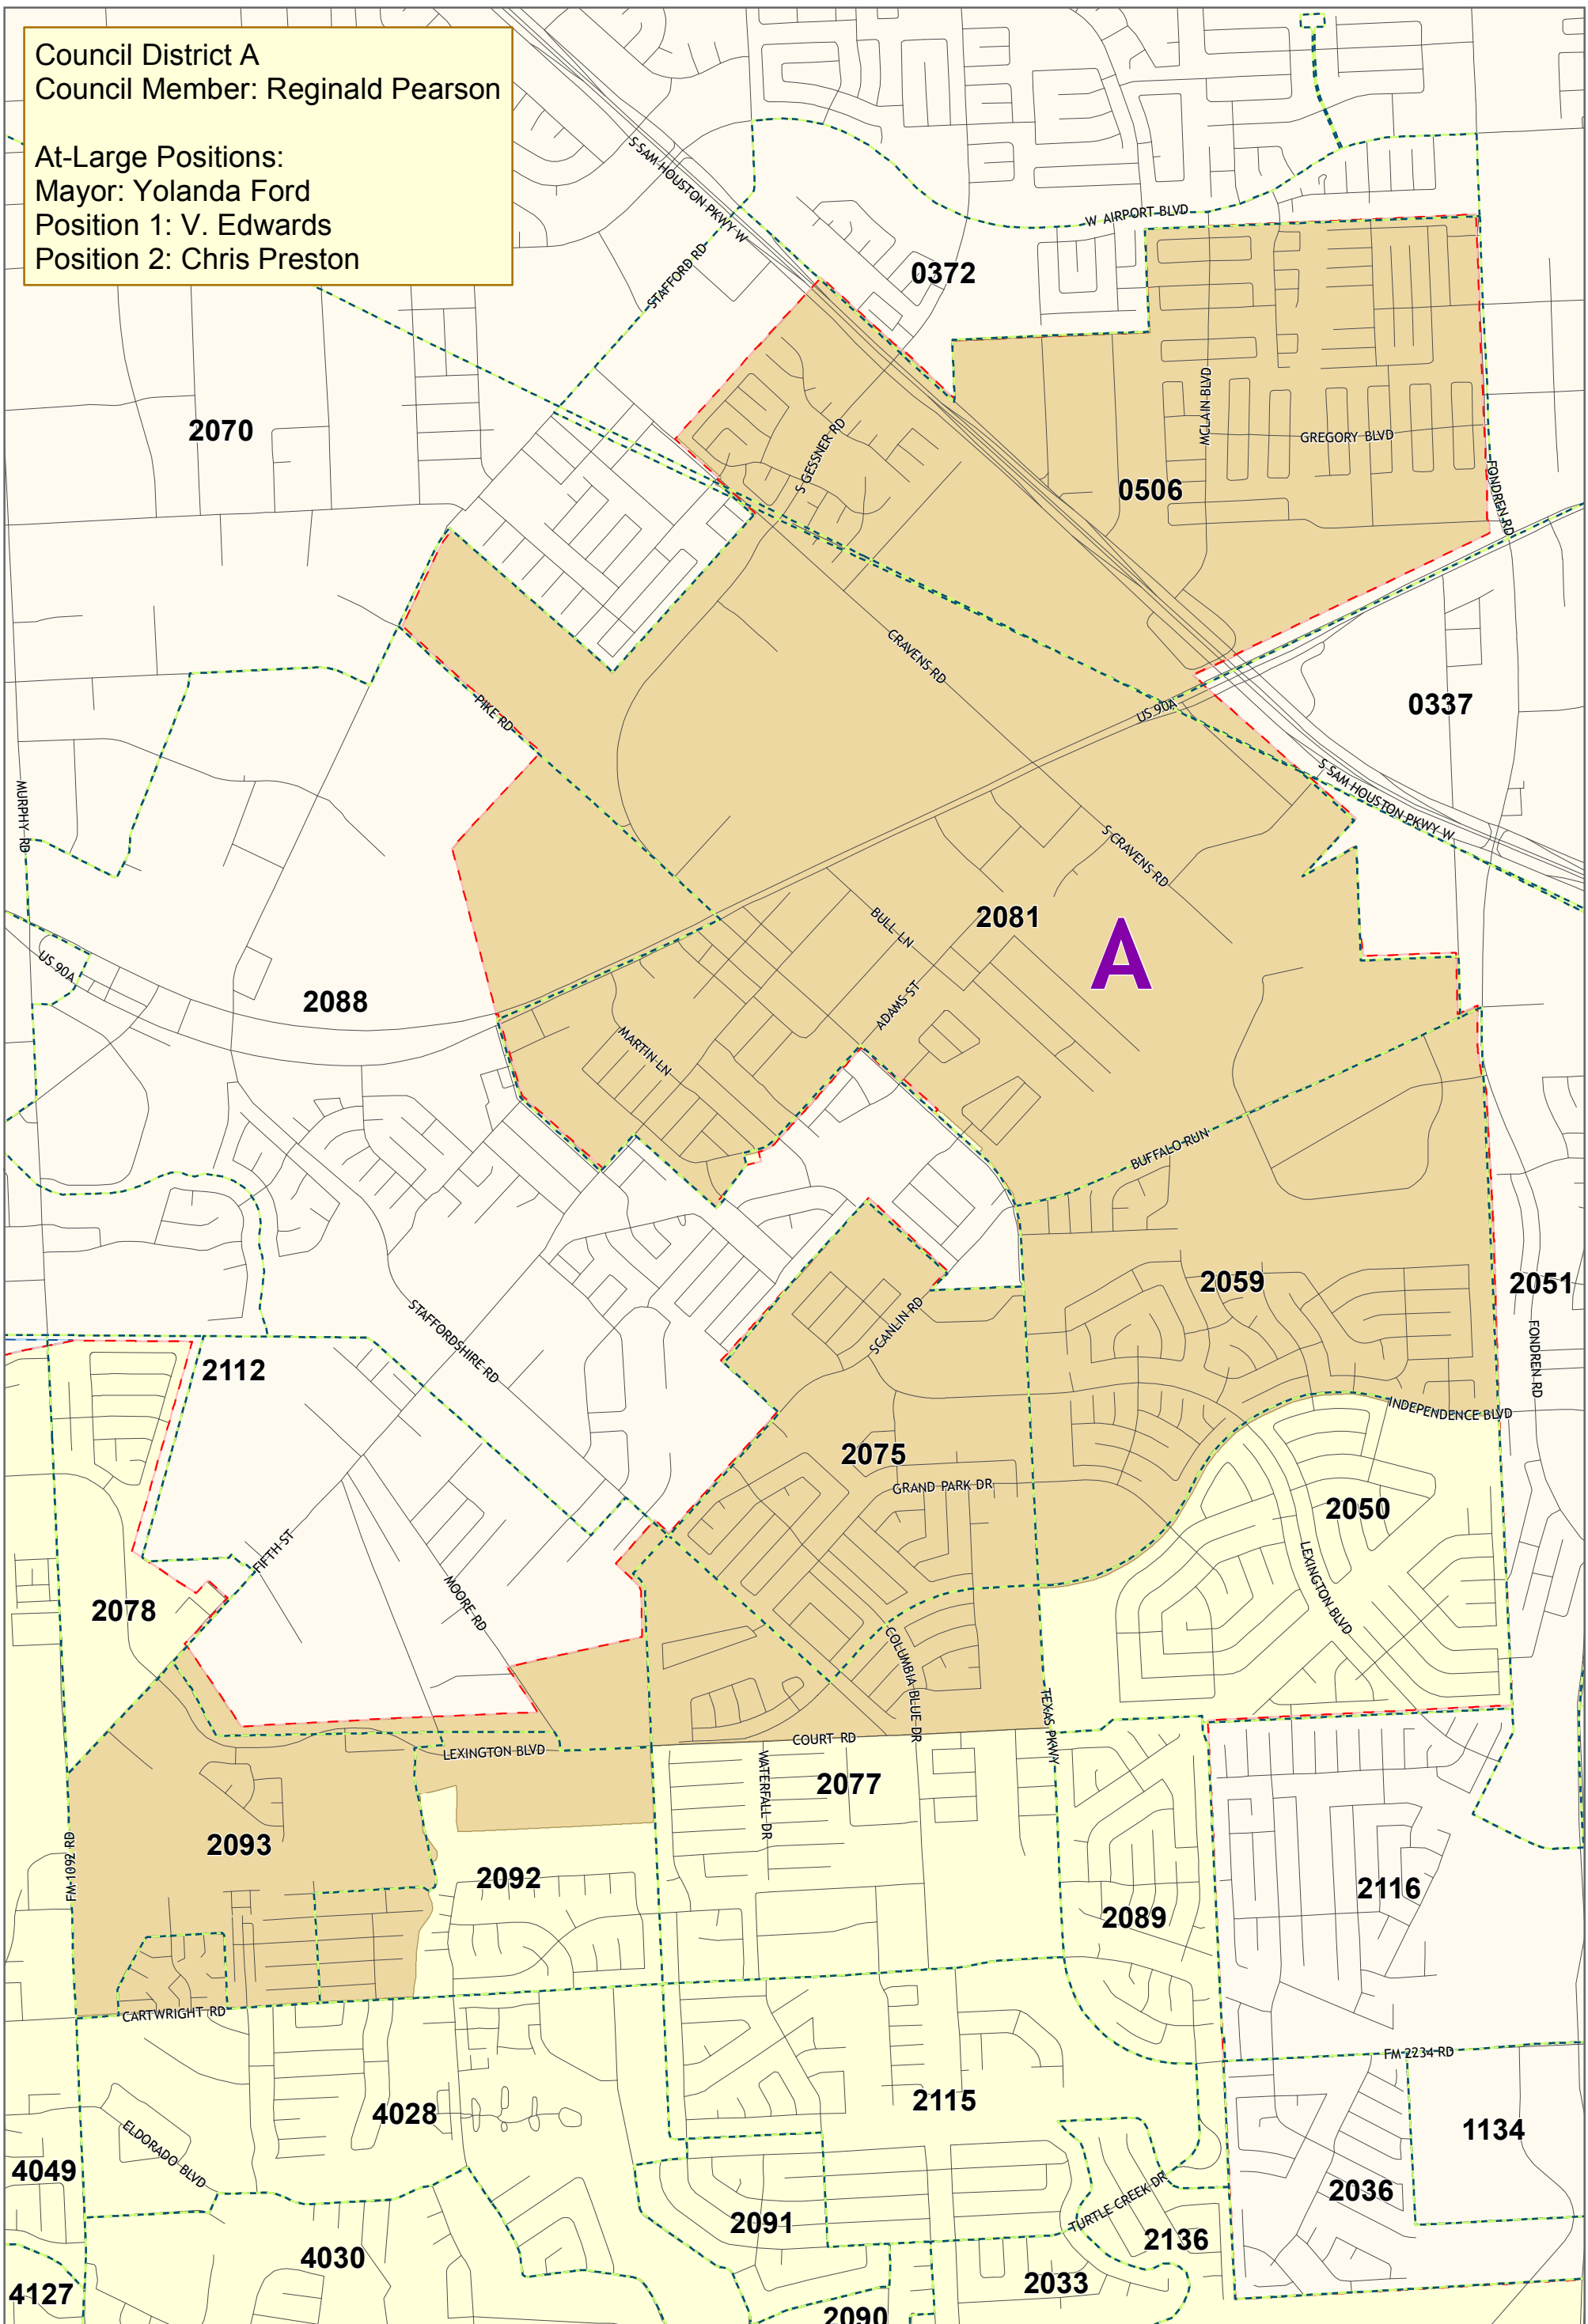 Council District A
Council Member: Reginald Pearson
At-Large Positions:
Mayor: Yolanda Ford
Position 1: V. Edwards
Position 2: Chris Preston
S SAM HOUSTON PKWY W
W AIRPORT BLVD
STAFFORD RD
0372
MCLAIN BLVD
2070
GREGORY BLVD
S GESSNER RD
0506
FONDREN RD
CRAVENS RD
PIKE RD
US 90A
0337
MURPHY RD
S SAM HOUSTON PKWY W
S CRAVENS RD
BULL LN
2081
A
US 90A
2088
ADAMS ST
MARTIN LN
BUFFALO RUN
2059
2051
SCANLIN RD
STAFFORDSHIRE RD
FONDREN RD
2112
INDEPENDENCE BLVD
2075
GRAND PARK DR
2050
FIFTH ST
LEXINGTON BLVD
MOORE RD
2078
COLUMBIA BLUE DR
TEXAS PKWY
COURT RD
LEXINGTON BLVD
2077
WATERFALL DR
2093
FM 1092 RD
2092
2116
2089
CARTWRIGHT RD
FM 2234 RD
4028
2115
1134
ELDORADO BLVD
4049
2036
TURTLE CREEK DR
2091
2136
4030
2033
4127
2090